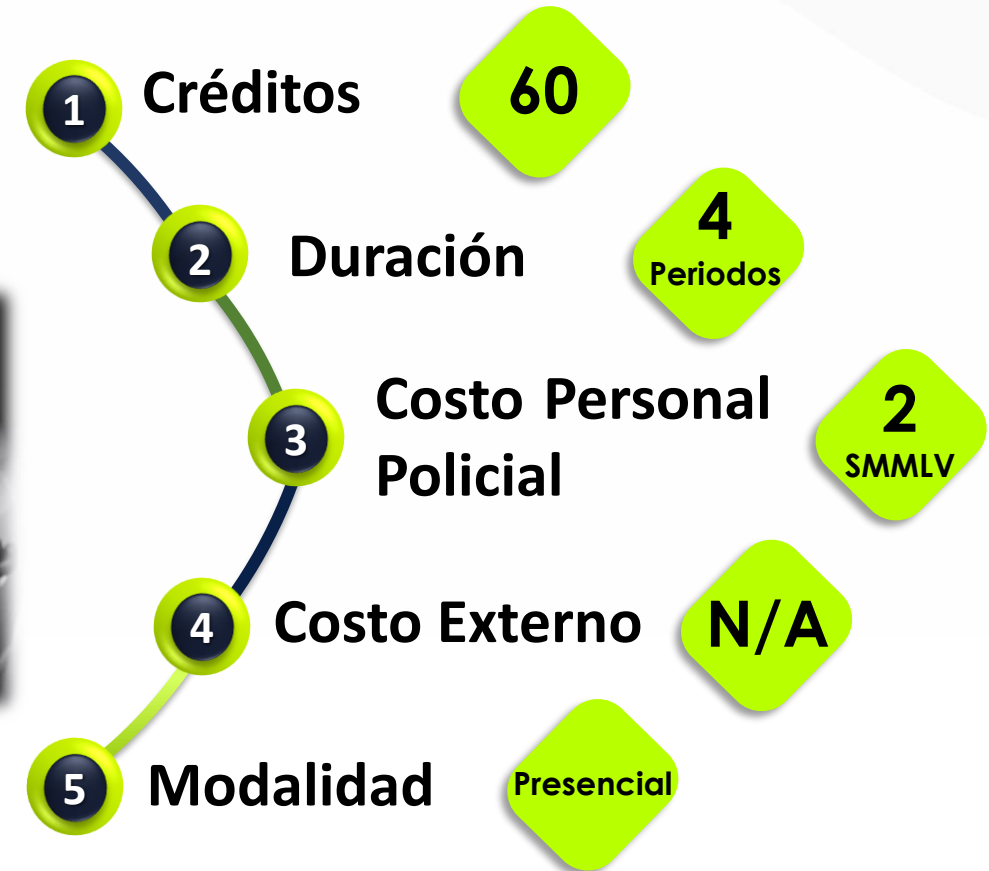 1 Créditos 60
2 Duración 4
Periodos
3 Costo Personal
Policial
2
SMMLV
4 Costo Externo N/A
5 Modalidad Presencial